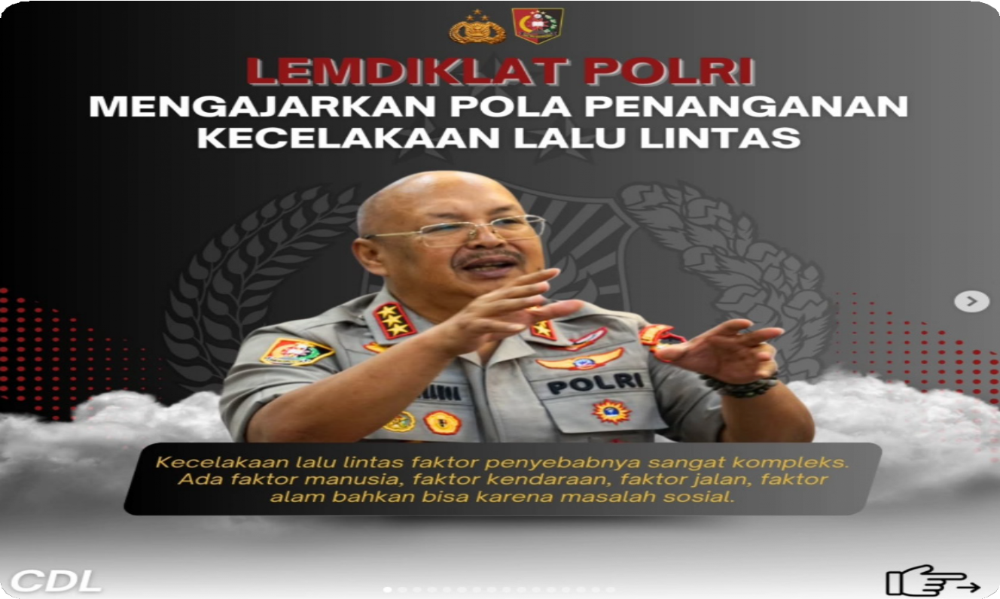 LEMDIKLAT POLRI
MENGAJARKAN POLA PENANGANAN
KECELAKAAN LALU LINTAS
POLRI
Kecelakaan lalu lintas faktor penyebabnya sangat kompleks.
Ada faktor manusia, faktor kendaraan, faktor jalan, faktor
alam bahkan bisa karena masalah sosial.
CDL